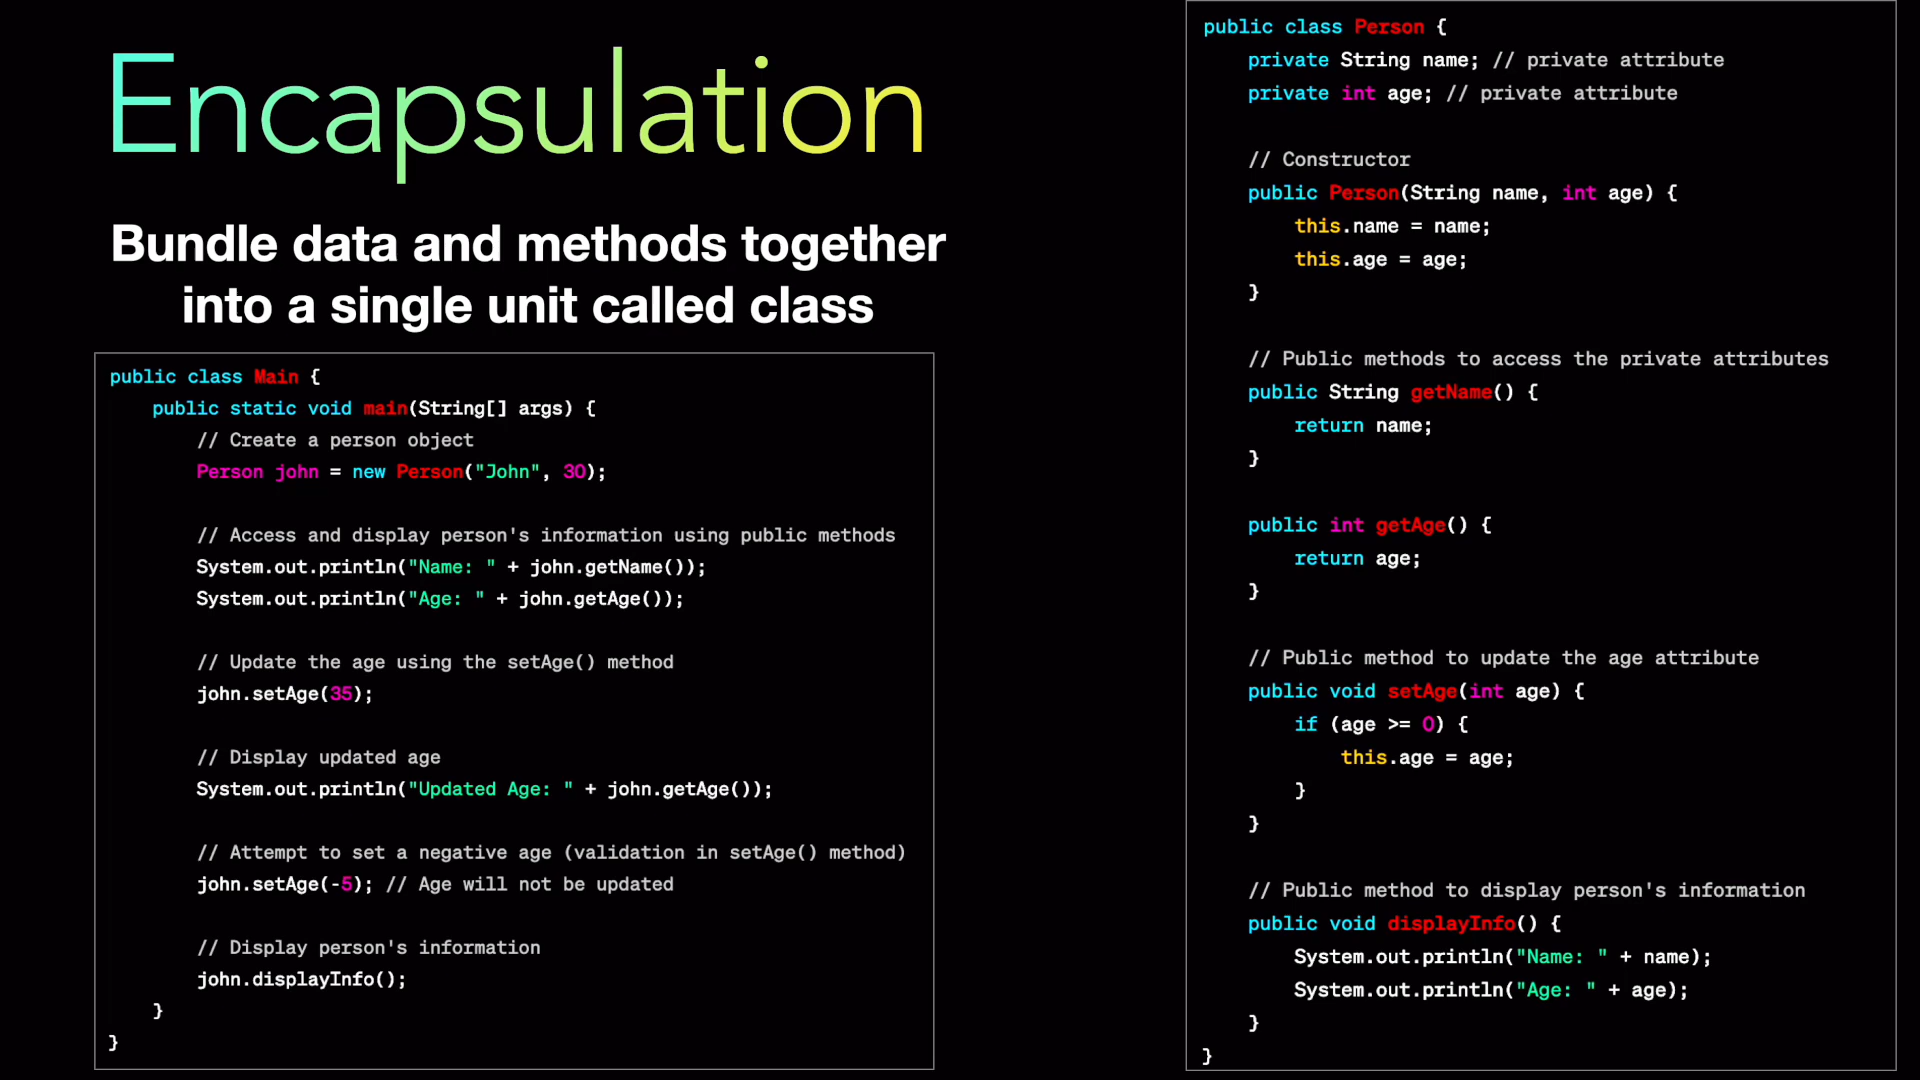 Encapsulation
Bundle data and methods together
into a single unit called class
public class Main {
    public static void main(String[] args) {
        // Create a person object
        Person john = new Person("John", 30);

        // Access and display person's information using public methods
        System.out.println("Name: " + john.getName());
        System.out.println("Age: " + john.getAge());

        // Update the age using the setAge() method
        john.setAge(35);

        // Display updated age
        System.out.println("Updated Age: " + john.getAge());

        // Attempt to set a negative age (validation in setAge() method)
        john.setAge(-5); // Age will not be updated

        // Display person's information
        john.displayInfo();
    }
}
public class Person {
    private String name; // private attribute
    private int age; // private attribute

    // Constructor
    public Person(String name, int age) {
        this.name = name;
        this.age = age;
    }

    // Public methods to access the private attributes
    public String getName() {
        return name;
    }

    public int getAge() {
        return age;
    }

    // Public method to update the age attribute
    public void setAge(int age) {
        if (age >= 0) {
            this.age = age;
        }
    }

    // Public method to display person's information
    public void displayInfo() {
        System.out.println("Name: " + name);
        System.out.println("Age: " + age);
    }
}